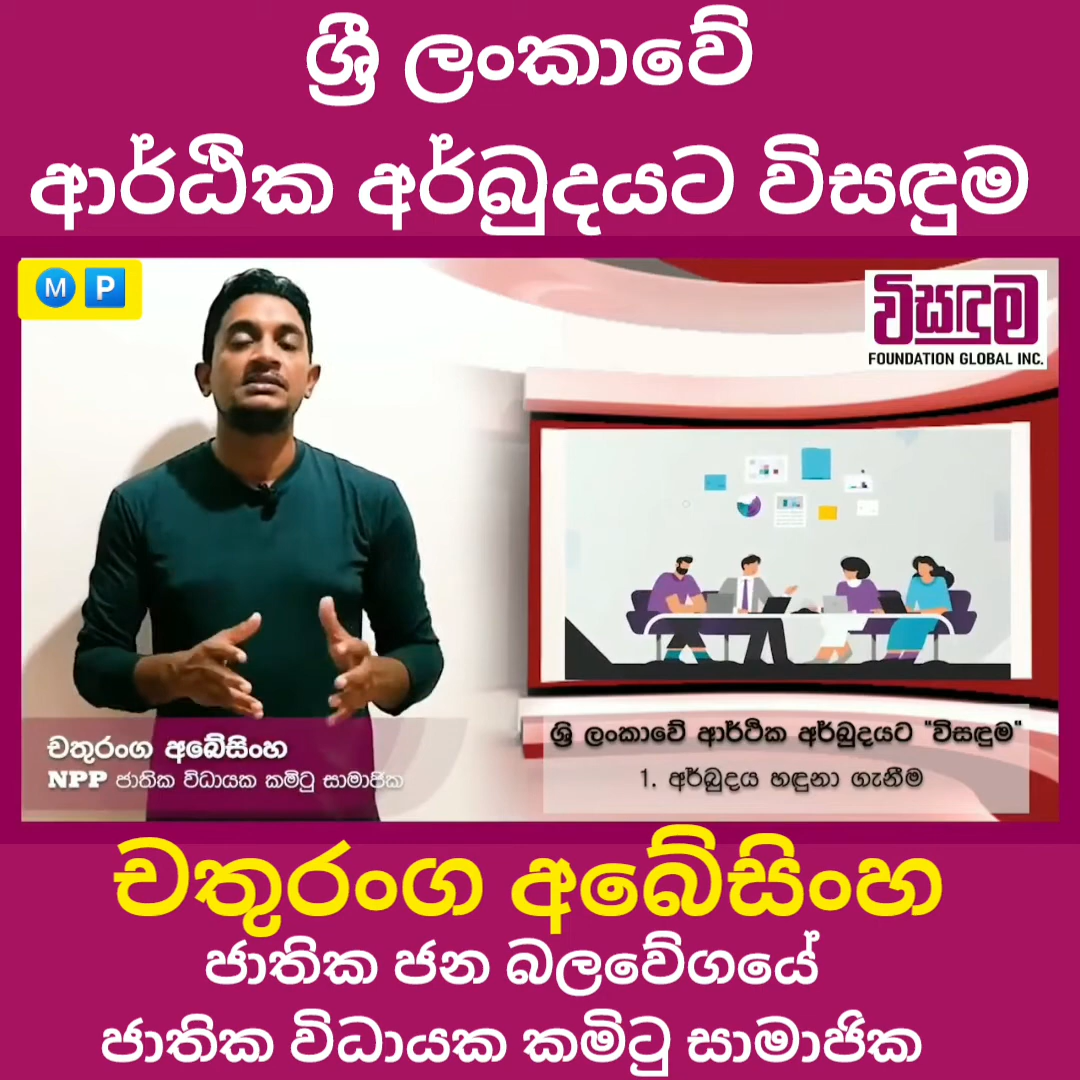 ශ්‍රී ලංකාවේ
ආර්ථික අර්බුදයට විසඳුම
M P
විසඳුම
FOUNDATION GLOBAL INC.
චතුරංග අබේසිංහ
NPP ජාතික විධායක කමිටු සාමාජික
ශ්‍රි ලංකාවේ ආර්ථික අර්බුදයට "විසඳුම"
1. අර්බුදය හඳුනා ගැනීම
චතුරංග අබේසිංහ
ජාතික ජන බලවේගයේ
ජාතික විධායක කමිටු සාමාජික